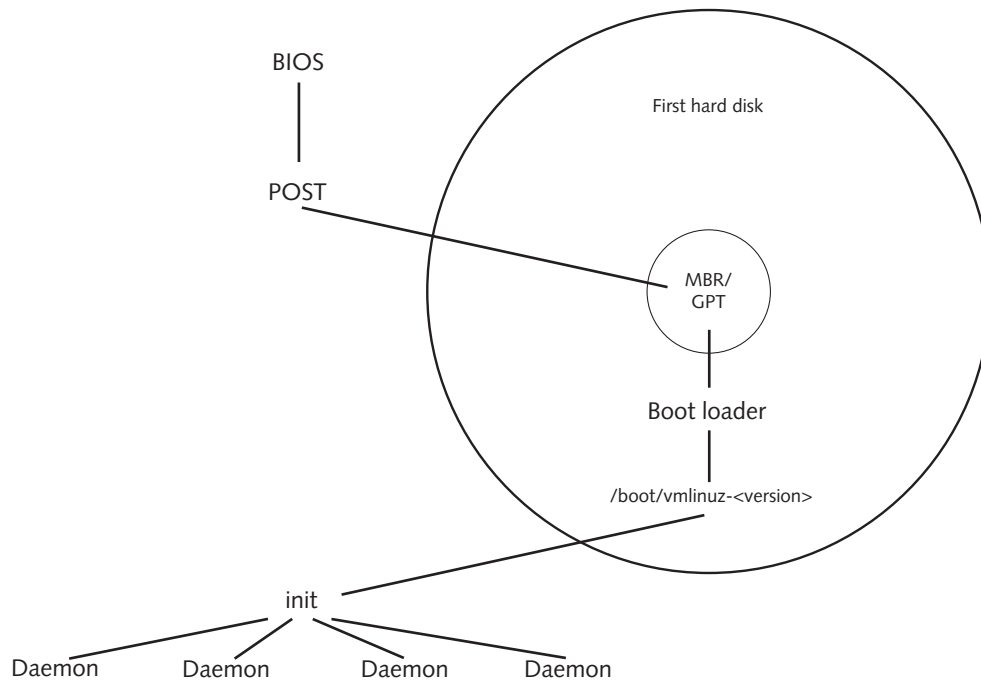 BIOS
First hard disk
POST
MBR/
GPT
Boot loader
/boot/vmlinuz-<version>
init
Daemon Daemon Daemon Daemon